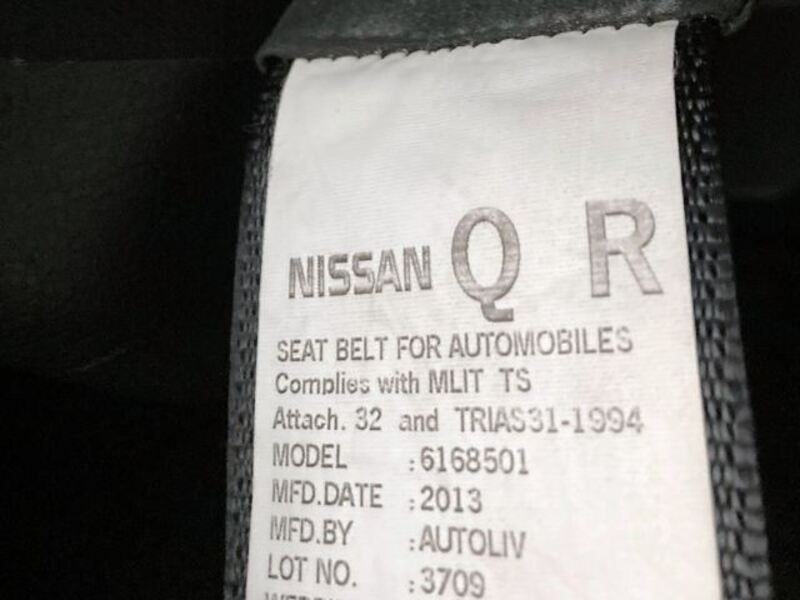 NISSAN Q R
SEAT BELT FOR AUTOMOBILES
Complies with MLIT TS
Attach. 32 and TRIAS31-1994
MODEL :6168501
MFD.DATE :2013
MFD.BY :AUTOLIV
LOT NO. :3709